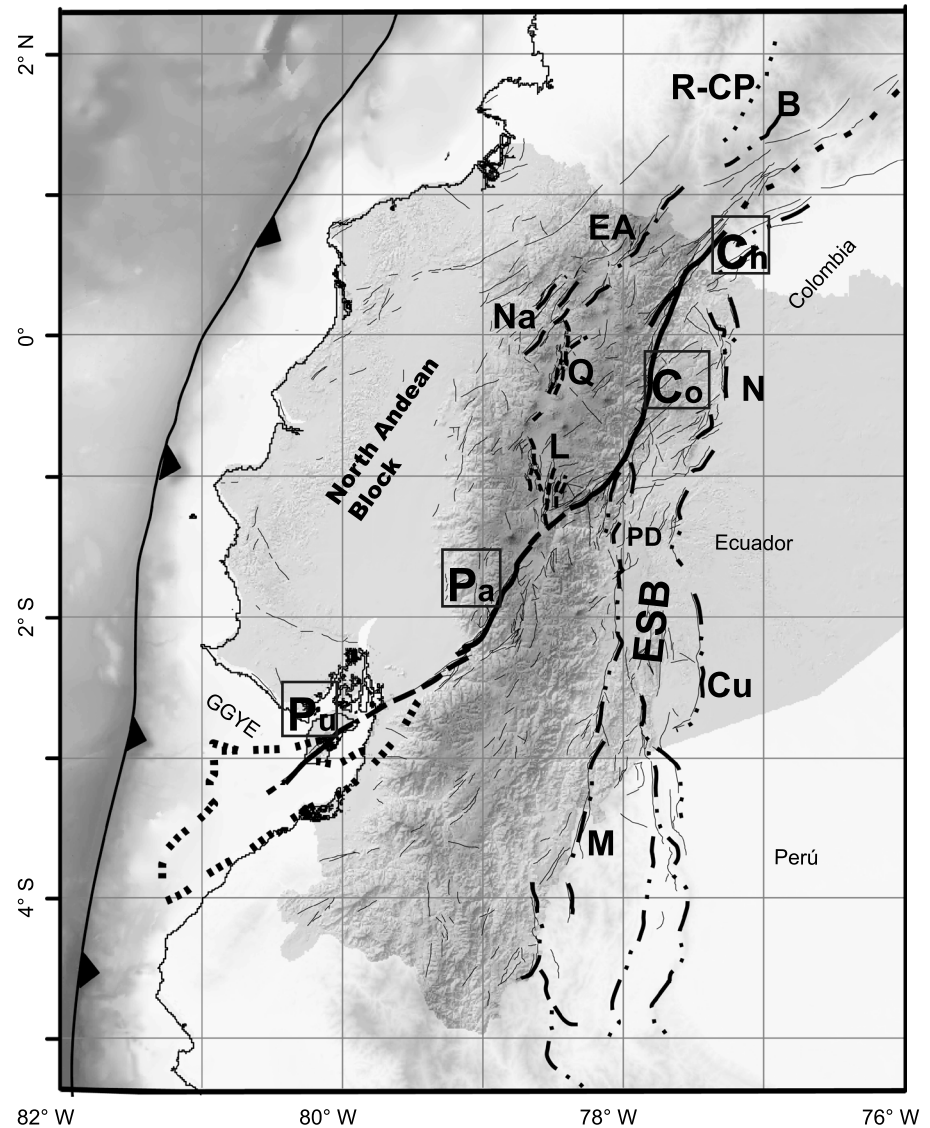 2° N
R-CP
B
EA
Ch
Colombia
Na
0°
Q
Co
N
North Andean
Block
L
PD
Ecuador
Pa
2° S
ESB
Cu
GGYE
Pu
M
Perú
4° S
82° W
80° W
78° W
76° W